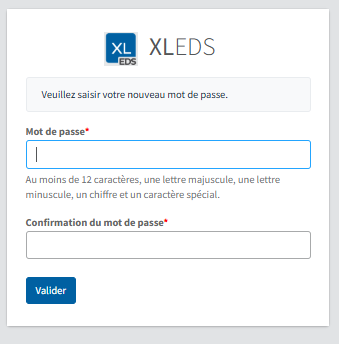 XL
EDS
XLEDS
Veuillez saisir votre nouveau mot de passe.
Mot de passe*
Au moins de 12 caractères, une lettre majuscule, une lettre
minuscule, un chiffre et un caractère spécial.
Confirmation du mot de passe*
Valider